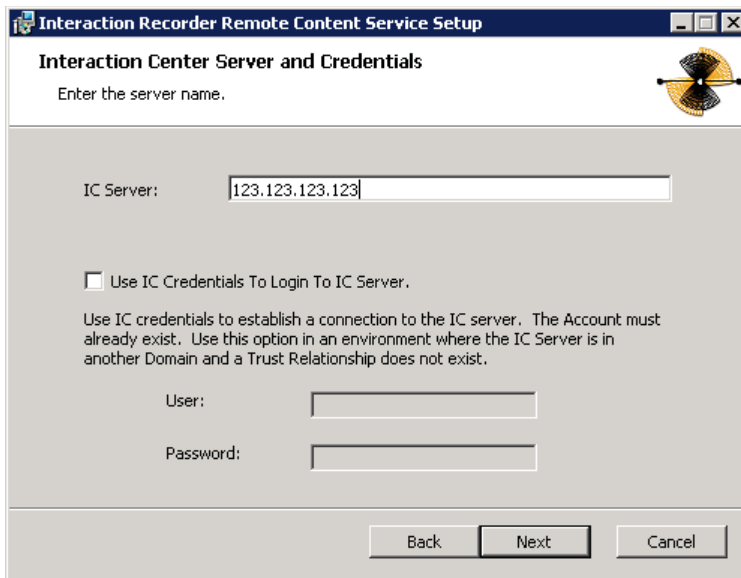 Interaction Recorder Remote Content Service Setup
Interaction Center Server and Credentials
Enter the server name.
IC Server:
123.123.123.123
Use IC Credentials To Login To IC Server.
Use IC credentials to establish a connection to the IC server. The Account must
already exist. Use this option in an environment where the IC Server is in
another Domain and a Trust Relationship does not exist.
User:
Password:
Back
Next
Cancel